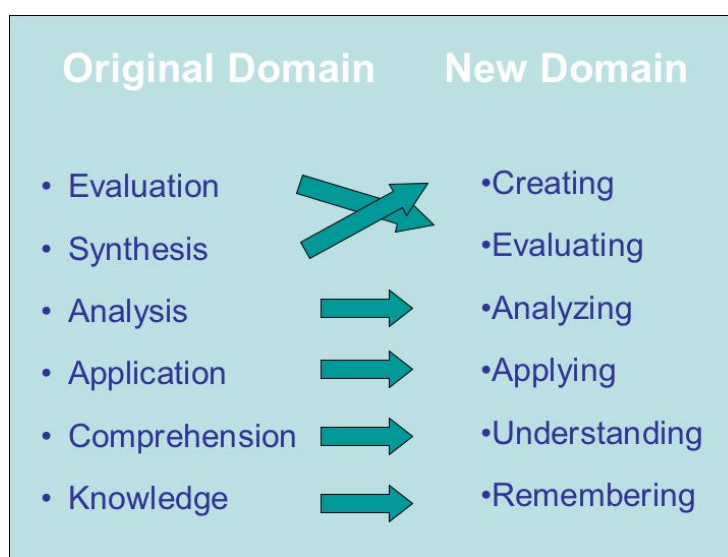 Original Domain
New Domain
• Evaluation
• Synthesis
• Analysis
• Application
• Comprehension
• Knowledge
•Creating
•Evaluating
•Analyzing
•Applying
•Understanding
•Remembering